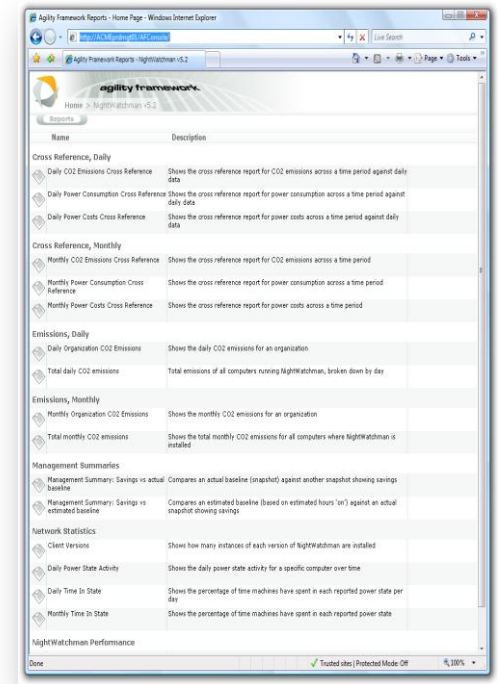 Agility Framework Reports - Home Page - Windows Internet Explorer
http://ACMEprdmgt01/AFConsole/
Live Search
Agility Framework Reports - NightWatchman v5.2
Page
Tools
agility framework.
Home > NightWatchman v5.2
Reports
Name Description
Cross Reference, Daily
Daily CO2 Emissions Cross Reference Shows the cross reference report for CO2 emissions across a time period against daily
data
Daily Power Consumption Cross Reference Shows the cross reference report for power consumption across a time period against
daily data
Daily Power Costs Cross Reference Shows the cross reference report for power costs across a time period against daily
data
Cross Reference, Monthly
Monthly CO2 Emissions Cross Reference Shows the cross reference report for CO2 emissions across a time period
Monthly Power Consumption Cross Shows the cross reference report for power consumption across a time period
Reference
Monthly Power Costs Cross Reference Shows the cross reference report for power costs across a time period
Emissions, Daily
Daily Organization CO2 Emissions Shows the daily CO2 emissions for an organization
Total daily CO2 emissions Total emissions of all computers running NightWatchman, broken down by day
Emissions, Monthly
Monthly Organization CO2 Emissions Shows the monthly CO2 emissions for an organization
Total monthly CO2 emissions Shows the total monthly CO2 emissions for all computers where NightWatchman is
installed
Management Summaries
Management Summary: Savings vs actual Compares an actual baseline (snapshot) against another snapshot showing savings
baseline
Management Summary: Savings vs Compares an estimated baseline (based on estimated hours 'on') against an actual
estimated baseline snapshot showing savings
Network Statistics
Client Versions Shows how many instances of each version of NightWatchman are installed
Daily Power State Activity Shows the daily power state activity for a specific computer over time
Daily Time In State Shows the percentage of time machines have spent in each reported power state per
day
Monthly Time In State Shows the percentage of time machines have spent in each reported power state
NightWatchman Performance
Done Trusted sites | Protected Mode: Off 100%